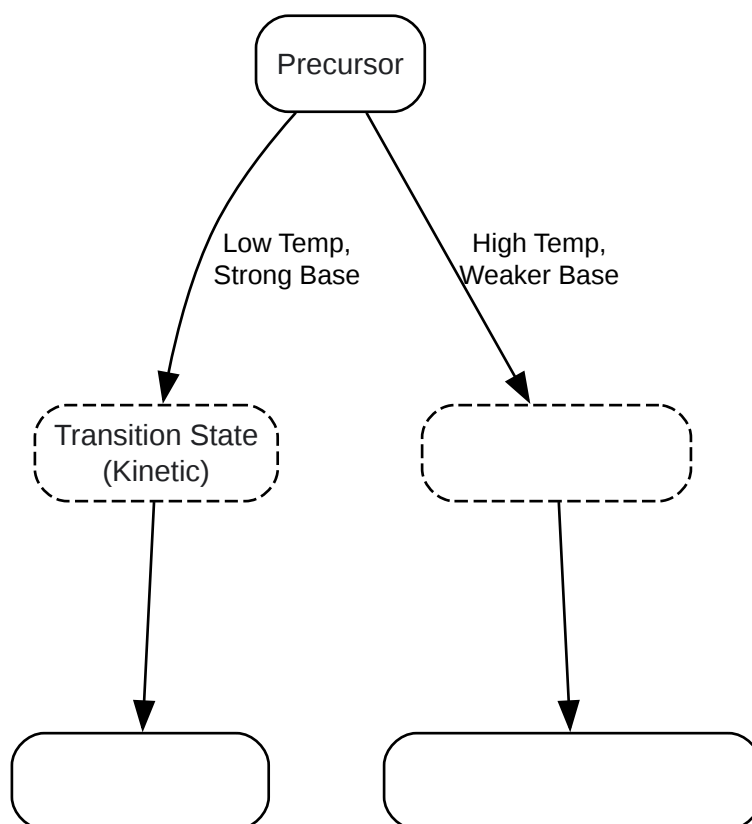 Precursor
Low Temp,
Strong Base
High Temp,
Weaker Base
Transition State
(Kinetic)